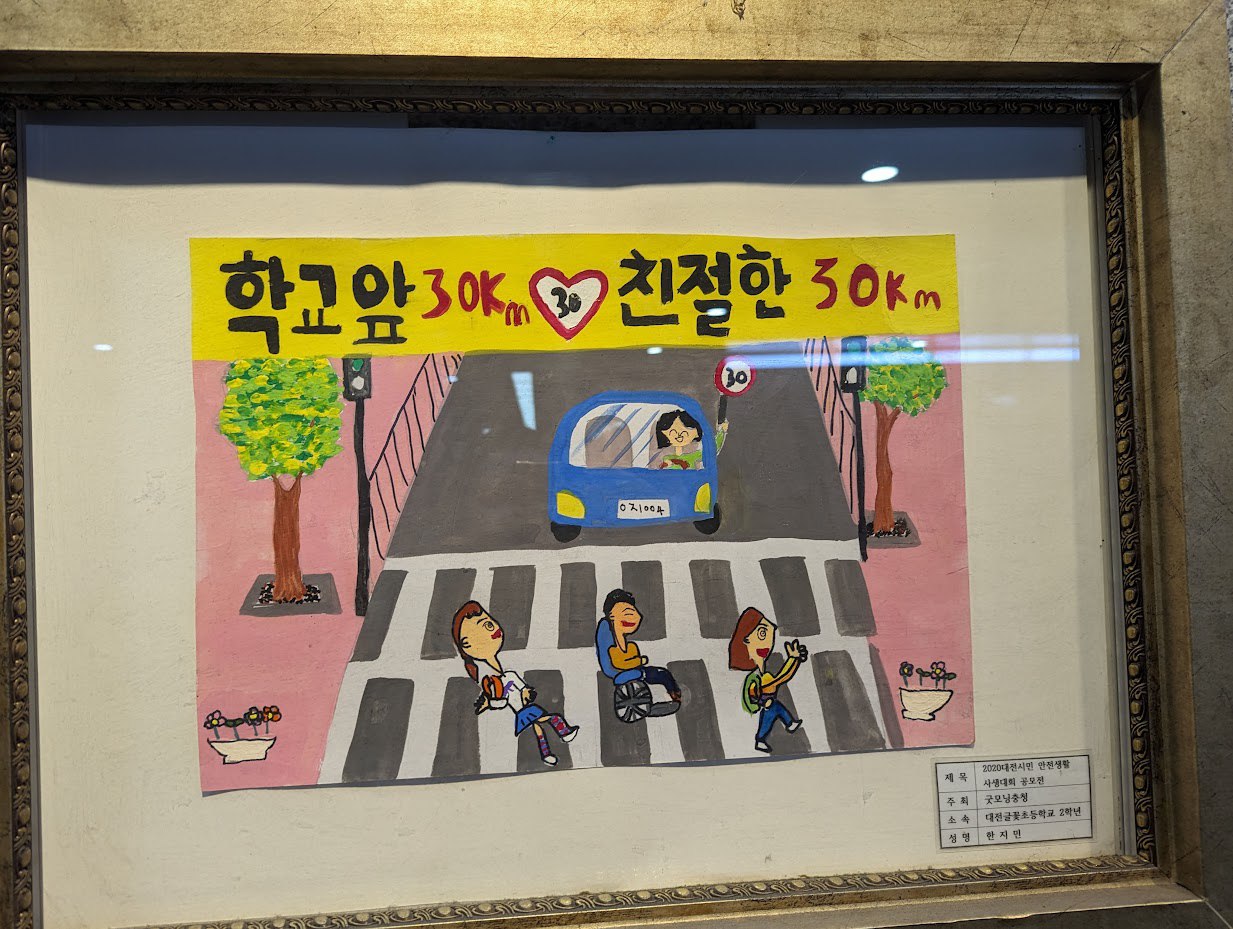 학교앞 30Km 30 친절한 30Km
30
0지1004
제 목 2020대전시민 안전생활
사생대회 공모전
주 최 굿모닝충청
소 속 대전글꽃초등학교 2학년
성 명 한 지 민